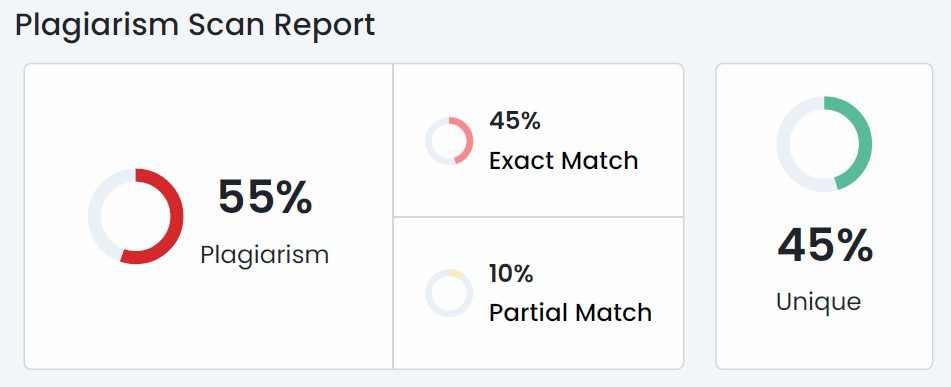 Plagiarism Scan Report
55%
Plagiarism
45%
Exact Match
10%
Partial Match
45%
Unique